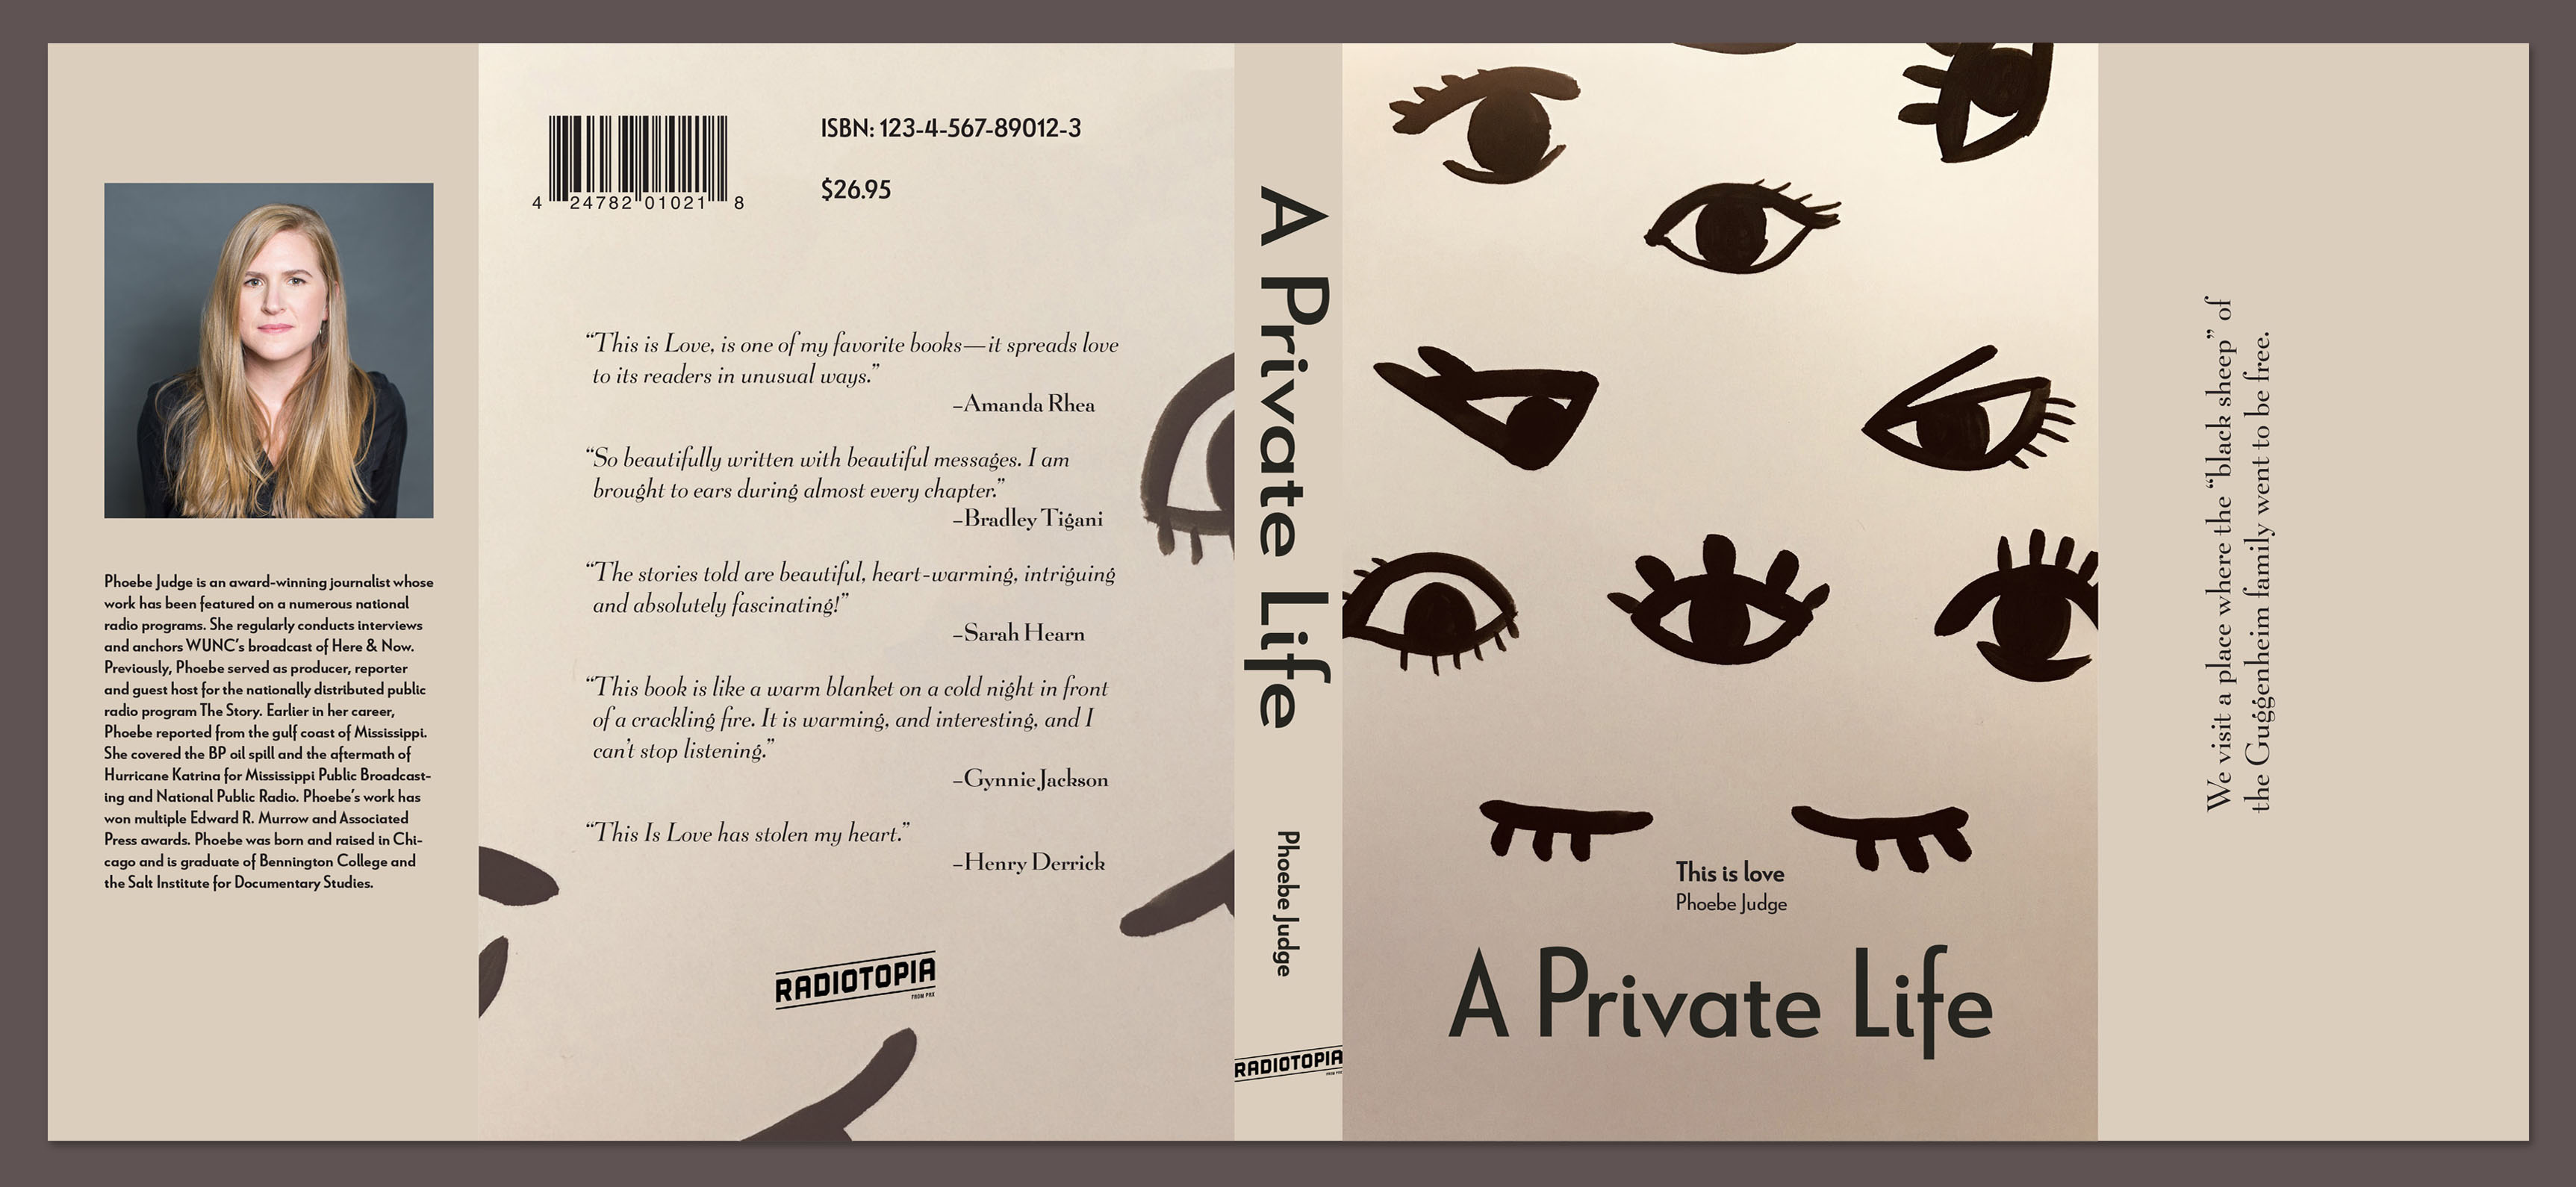 Phoebe Judge is an award-winning journalist whose
work has been featured on a numerous national
radio programs. She regularly conducts interviews
and anchors WUNC's broadcast of Here & Now.
Previously, Phoebe served as producer, reporter
and guest host for the nationally distributed public
radio program The Story. Earlier in her career,
Phoebe reported from the gulf coast of Mississippi.
She covered the BP oil spill and the aftermath of
Hurricane Katrina for Mississippi Public Broadcast-
ing and National Public Radio. Phoebe's work has
won multiple Edward R. Murrow and Associated
Press awards. Phoebe was born and raised in Chi-
cago and is graduate of Bennington College and
the Salt Institute for Documentary Studies.
4 24782 01021 8
ISBN: 123-4-567-89012-3
$26.95
“This is Love, is one of my favorite books—it spreads love
to its readers in unusual ways.”
–Amanda Rhea
“So beautifully written with beautiful messages. I am
brought to ears during almost every chapter.”
–Bradley Tigani
“The stories told are beautiful, heart-warming, intriguing
and absolutely fascinating!”
–Sarah Hearn
“This book is like a warm blanket on a cold night in front
of a crackling fire. It is warming, and interesting, and I
can't stop listening.”
–Gynnie Jackson
“This Is Love has stolen my heart.”
–Henry Derrick
RADIOTOPIA
FROM PRX
A Private Life
Phoebe Judge
RADIOTOPIA
FROM PRX
This is love
Phoebe Judge
A Private Life
We visit a place where the “black sheep” of
the Guggenheim family went to be free.